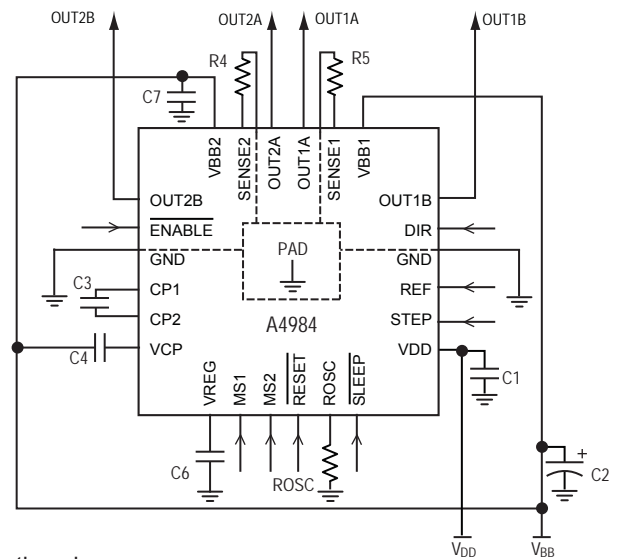 OUT2B
OUT2A
OUT1A
OUT1B
R4
R5
C7
VBB2
SENSE2
OUT2A
OUT1A
SENSE1
VBB1
OUT2B
OUT1B
ENABLE
DIR
PAD
GND
GND
C3
CP1
REF
CP2
A4984
STEP
C4
VCP
VDD
C1
VREG
MS1
MS2
RESET
ROSC
SLEEP
C6
ROSC
+
C2
VDD
VBB